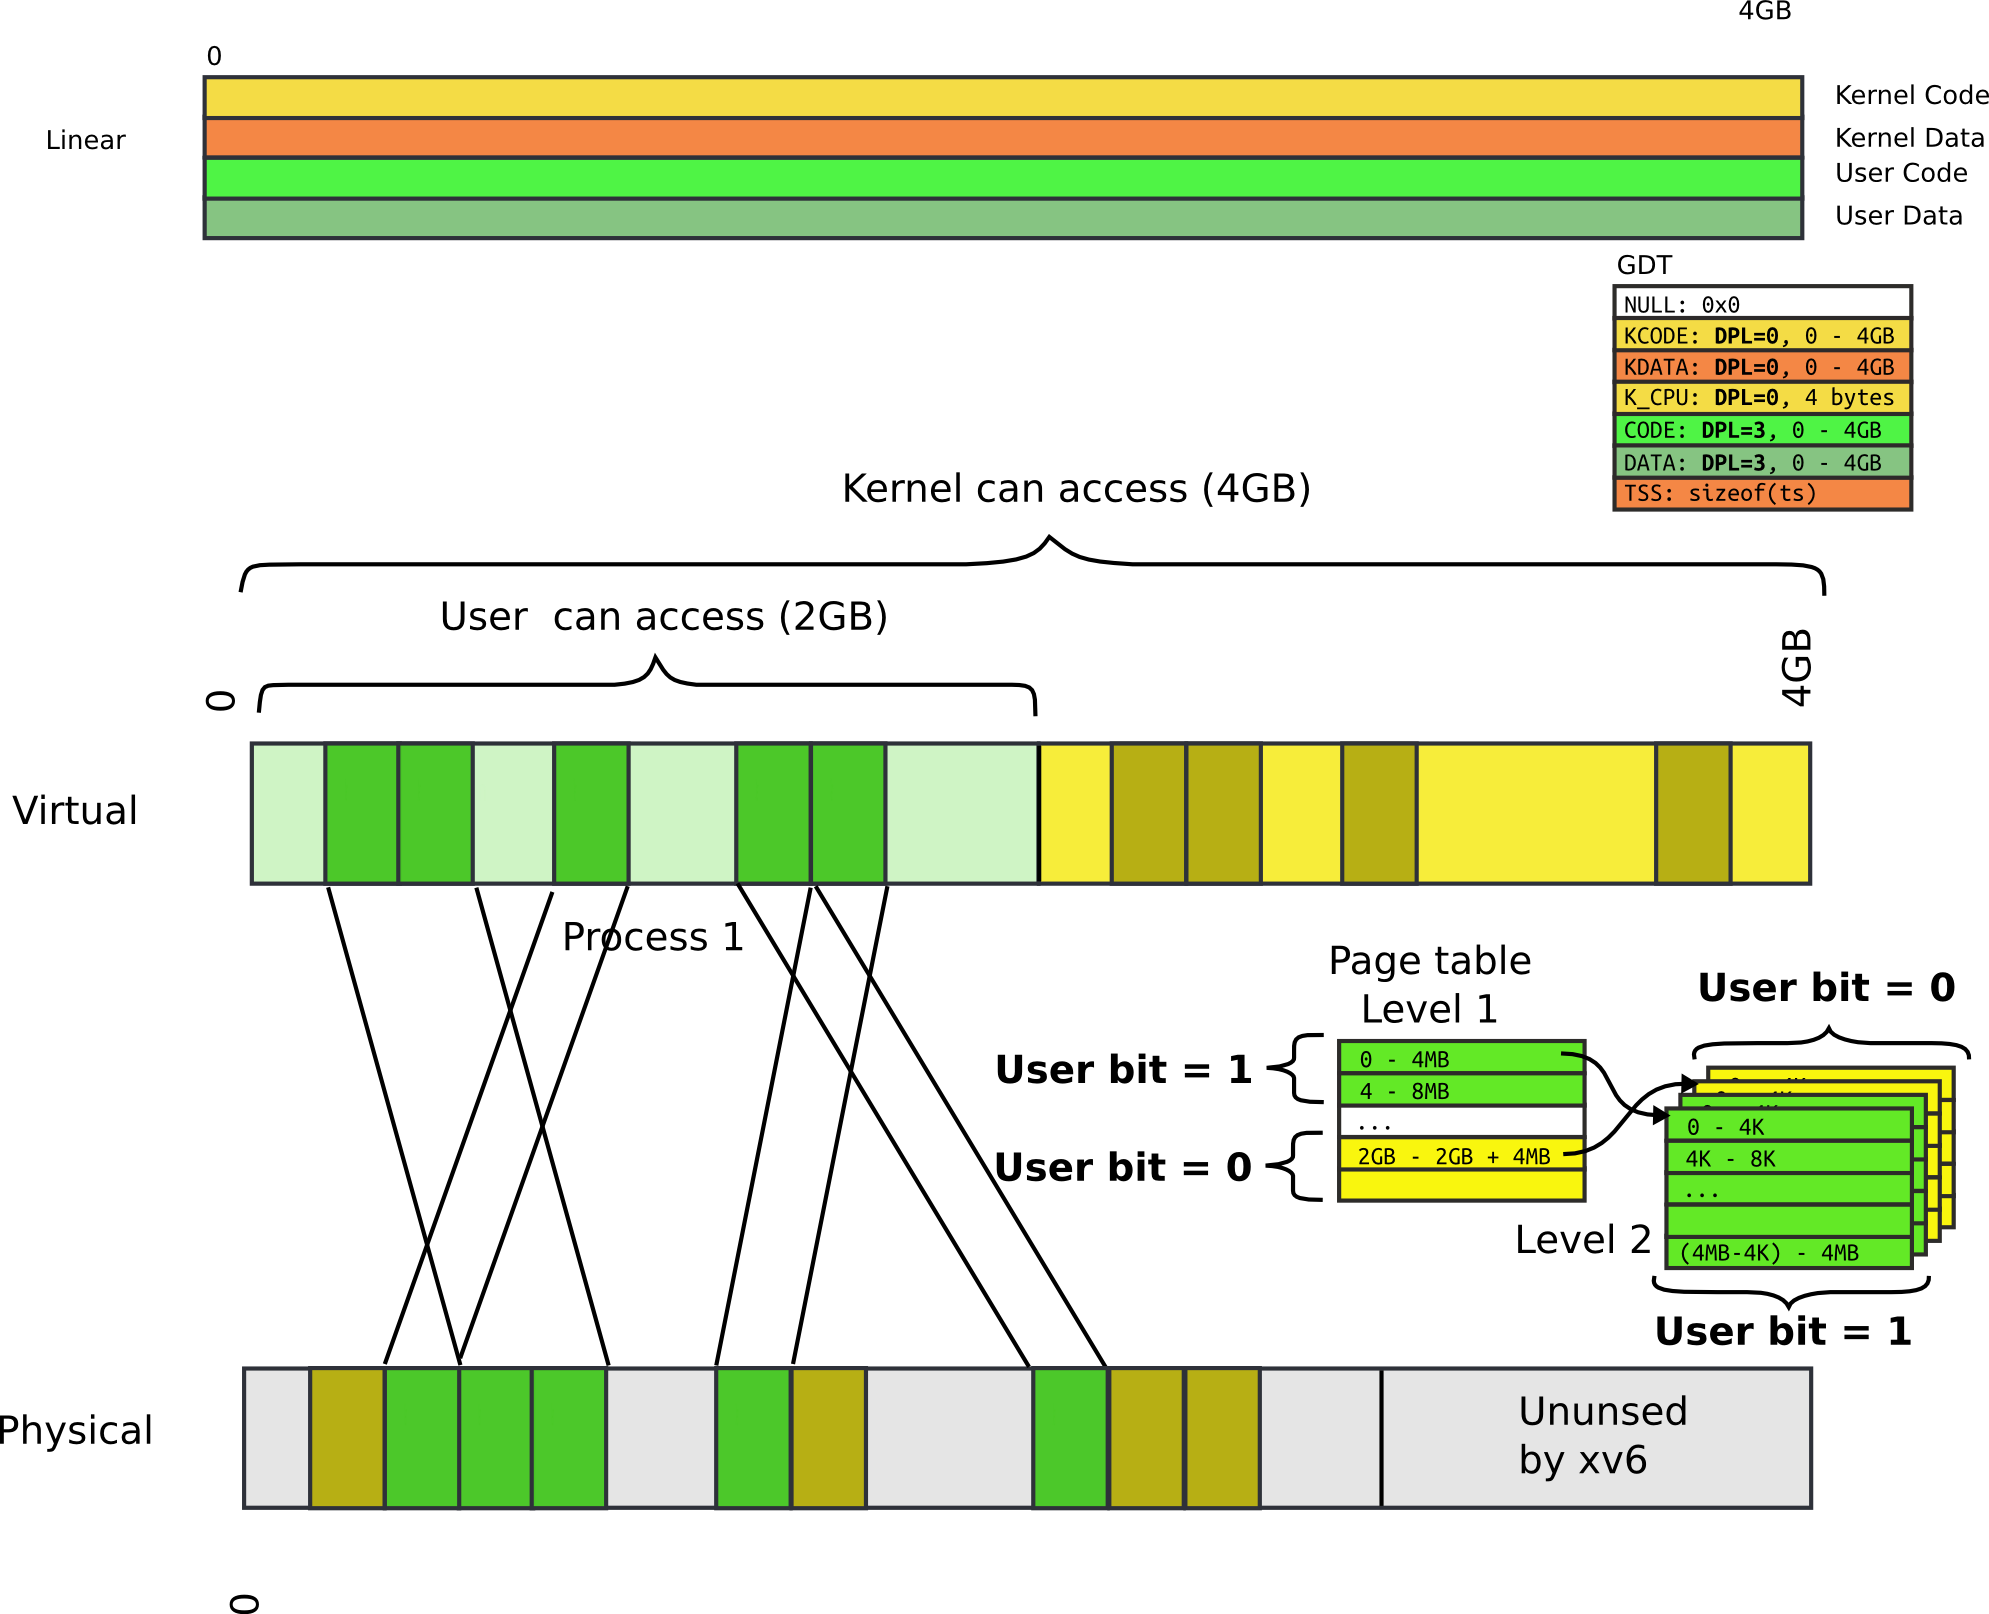 4GB
0
Linear
Kernel Code
Kernel Data
User Code
User Data
GDT
NULL: 0x0
KCODE: DPL=0, 0 - 4GB
KDATA: DPL=0, 0 - 4GB
K_CPU: DPL=0, 4 bytes
CODE: DPL=3, 0 - 4GB
DATA: DPL=3, 0 - 4GB
TSS: sizeof(ts)
Kernel can access (4GB)
User  can access (2GB)
0
4GB
Virtual
Process 1
Page table
Level 1
User bit = 1
0 - 4MB
4 - 8MB
...
User bit = 0
2GB - 2GB + 4MB
User bit = 0
0 - 4K
4K - 8K
...
(4MB-4K) - 4MB
Level 2
User bit = 1
Physical
Ununsed
by xv6
0